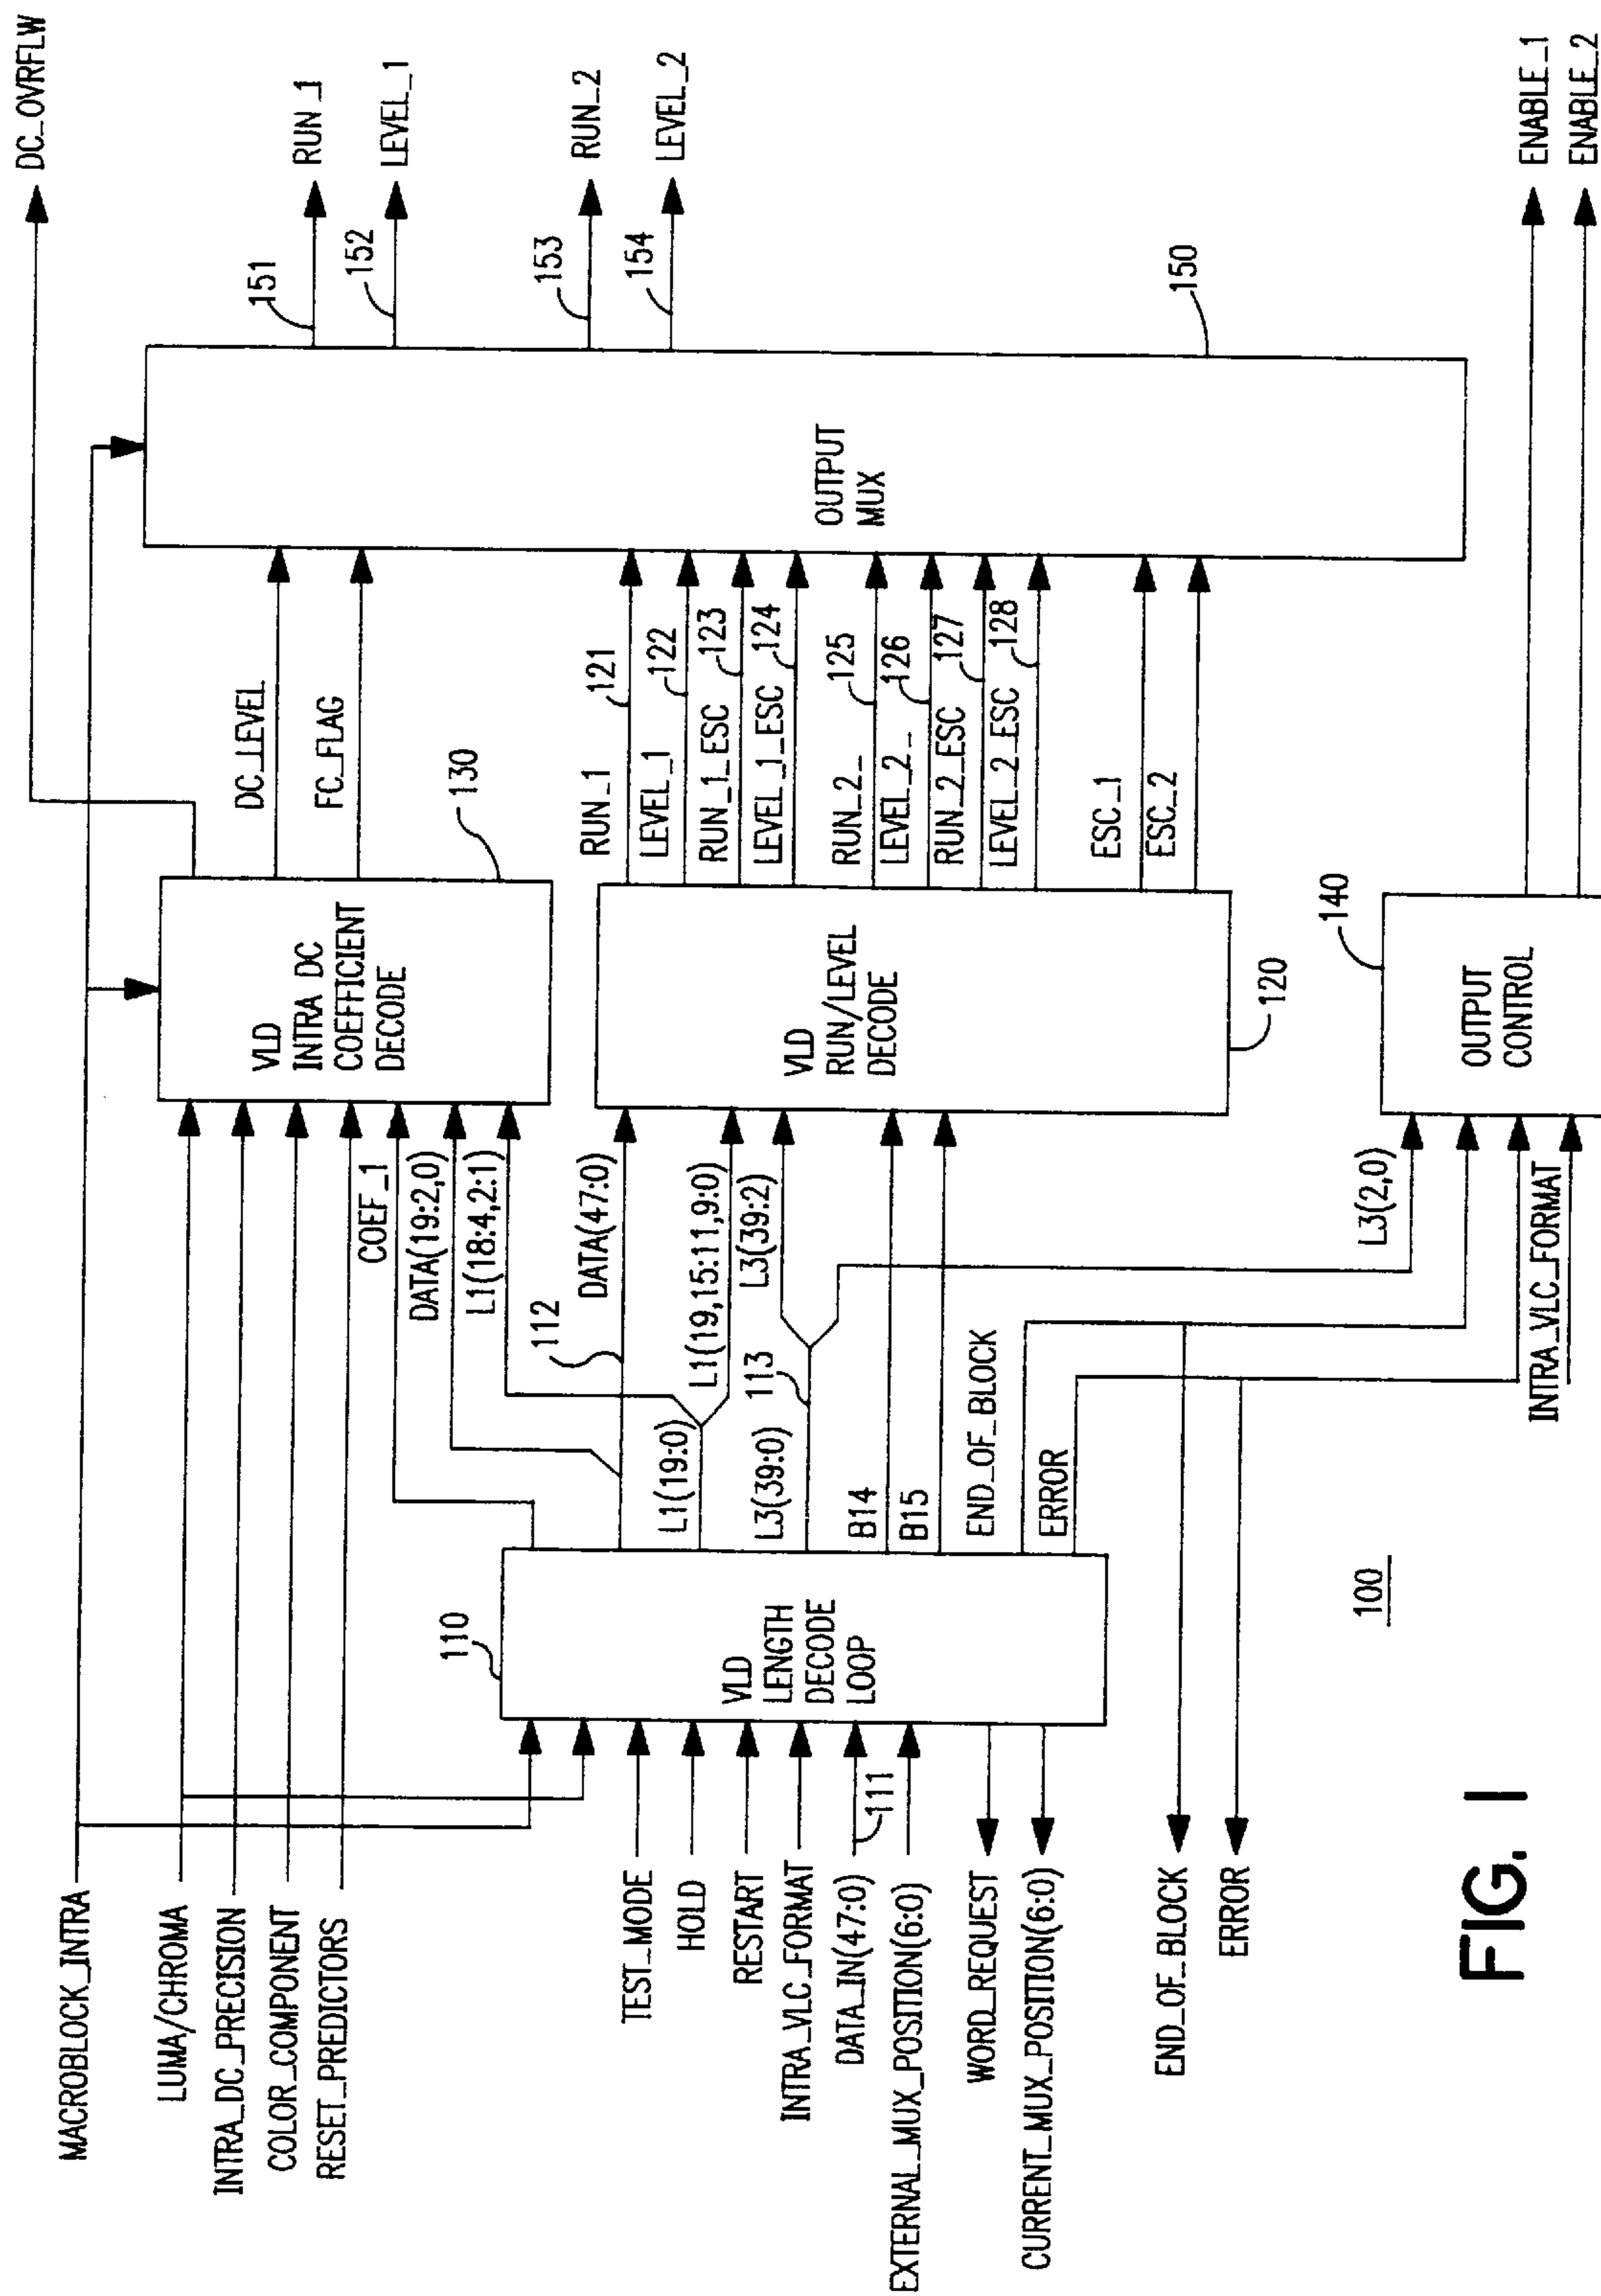 MACROBLOCK_INTRA
LUMA/CHROMA
INTRA_DC_PRECISION
COLOR_COMPONENT
RESET_PREDICTORS
TEST_MODE
HOLD
RESTART
INTRA_VLC_FORMAT
DATA_IN(47:0)
111
EXTERNAL_MUX_POSITION(6:0)
WORD_REQUEST
CURRENT_MUX_POSITION(6:0)
END_OF_BLOCK
ERROR
110
VLD
LENGTH
DECODE
LOOP
COEF_1
DATA(19:2,0)
L1(18:4,2:1)
112
DATA(47:0)
L1(19:0)
L1(19,15:11,9:0)
L3(39:0)
113
L3(39:2)
B14
B15
END_OF_BLOCK
ERROR
L3(2,0)
INTRA_VLC_FORMAT
VLD
INTRA DC
COEFFICIENT
DECODE
130
VLD
RUN/LEVEL
DECODE
120
OUTPUT
CONTROL
140
DC_LEVEL
FC_FLAG
RUN_1
121
LEVEL_1
122
RUN_1_ESC
123
LEVEL_1_ESC
124
RUN_2_
125
LEVEL_2_
126
RUN_2_ESC
127
LEVEL_2_ESC
128
ESC_1
ESC_2
OUTPUT
MUX
150
DC_OVRFLW
151
RUN_1
152
LEVEL_1
153
RUN_2
154
LEVEL_2
ENABLE_1
ENABLE_2
100
FIG. 1